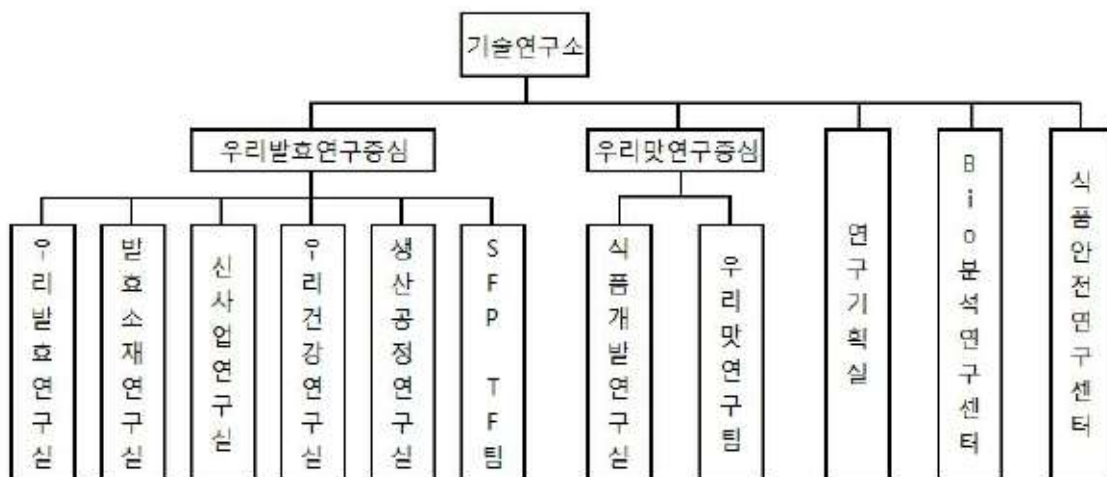 기술연구소
우리발효연구중심
우리맛연구중심
우리발효연구실
발효소재연구실
신사업연구실
우리건강연구실
생산공정연구실
SFP TF팀
식품개발연구실
우리맛연구팀
연구기획실
Bio분석연구센터
식품안전연구센터